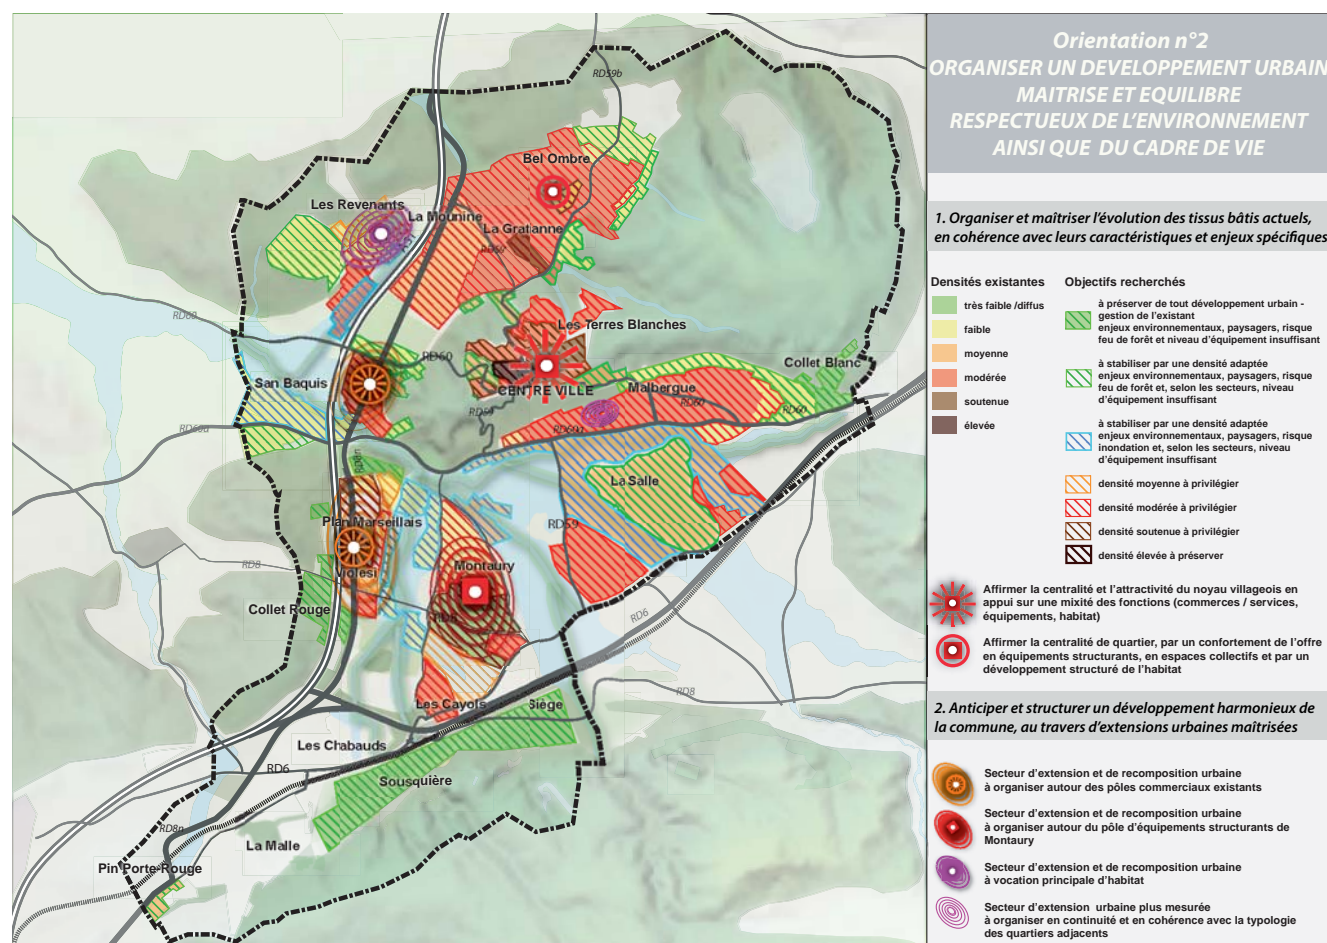 Orientation n°2
ORGANISER UN DEVELOPPEMENT URBAIN
MAITRISE ET EQUILIBRE
RESPECTUEUX DE L'ENVIRONNEMENT
AINSI QUE DU CADRE DE VIE
1. Organiser et maîtriser l'évolution des tissus bâtis actuels,
en cohérence avec leurs caractéristiques et enjeux spécifiques
Densités existantes
très faible /diffus
faible
moyenne
modérée
soutenue
élevée
Objectifs recherchés
à préserver de tout développement urbain -
gestion de l'existant
enjeux environnementaux, paysagers, risque
feu de forêt et niveau d'équipement insuffisant
à stabiliser par une densité adaptée
enjeux environnementaux, paysagers, risque
feu de forêt et, selon les secteurs, niveau
d'équipement insuffisant
à stabiliser par une densité adaptée
enjeux environnementaux, paysagers, risque
inondation et, selon les secteurs, niveau
d'équipement insuffisant
densité moyenne à privilégier
densité modérée à privilégier
densité soutenue à privilégier
densité élevée à préserver
Affirmer la centralité et l'attractivité du noyau villageois en
appui sur une mixité des fonctions (commerces / services,
équipements, habitat)
Affirmer la centralité de quartier, par un confortement de l'offre
en équipements structurants, en espaces collectifs et par un
développement structuré de l'habitat
2. Anticiper et structurer un développement harmonieux de
la commune, au travers d'extensions urbaines maîtrisées
Secteur d'extension et de recomposition urbaine
à organiser autour des pôles commerciaux existants
Secteur d'extension et de recomposition urbaine
à organiser autour du pôle d'équipements structurants de
Montaury
Secteur d'extension et de recomposition urbaine
à vocation principale d'habitat
Secteur d'extension urbaine plus mesurée
à organiser en continuité et en cohérence avec la typologie
des quartiers adjacents
RD59b
Bel Ombre
Les Revenants
La Mounine
La Gratianne
A51
RD59
RD60
Les Terres Blanches
RD60
Collet Blanc
San Baquis
CENTRE VILLE
Malbergue
RD60
RD59
RD60
RD60a
RD60a
RD8n
La Salle
Plan Marseillais
RD59
Violesi
Montaury
RD8
Collet Rouge
RD8
RD6
RD8
Les Cayols
Siège
Les Chabauds
RD6
Sousquière
RD8n
La Malle
Pin Porte-Rouge